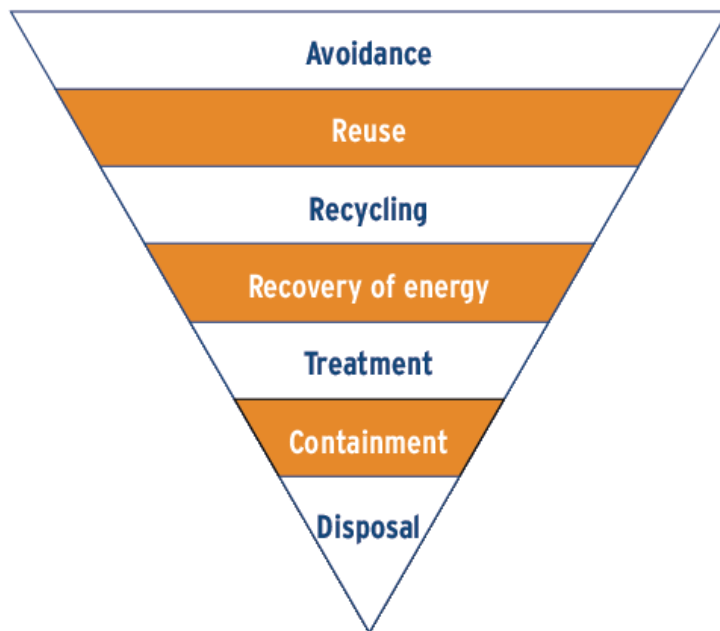 Avoidance
Reuse
Recycling
Recovery of energy
Treatment
Containment
Disposal